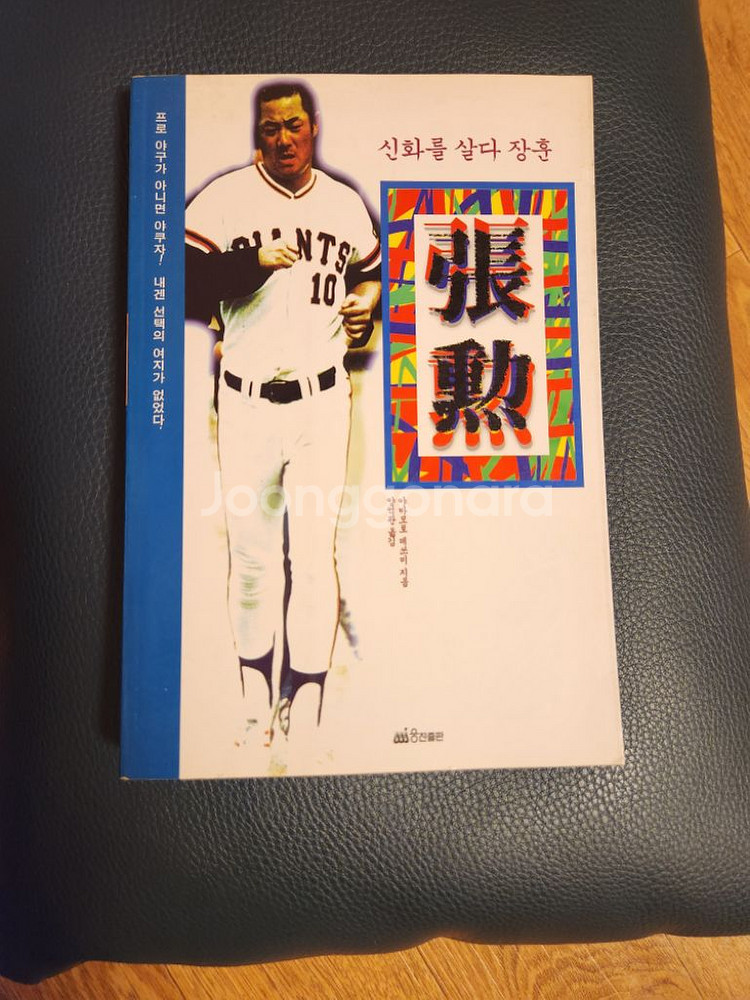 프로 야구가 아니면 야쿠자! 내겐 선택의 여지가 없었다!
신화를 살다 장훈
張
勲
GIANTS
10
Joonggonara
웅진출판